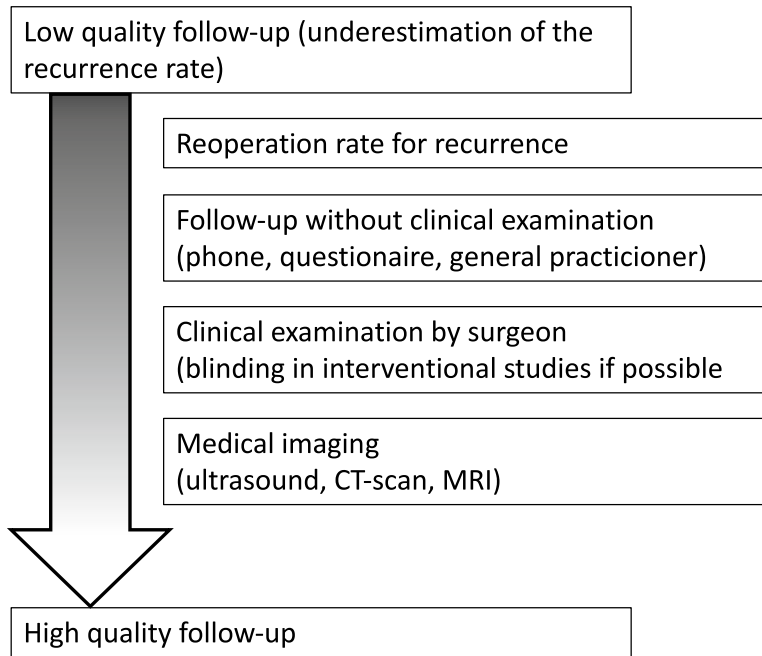 Low quality follow-up (underestimation of the
recurrence rate)
Reoperation rate for recurrence
Follow-up without clinical examination
(phone, questionaire, general practicioner)
Clinical examination by surgeon
(blinding in interventional studies if possible
Medical imaging
(ultrasound, CT-scan, MRI)
High quality follow-up